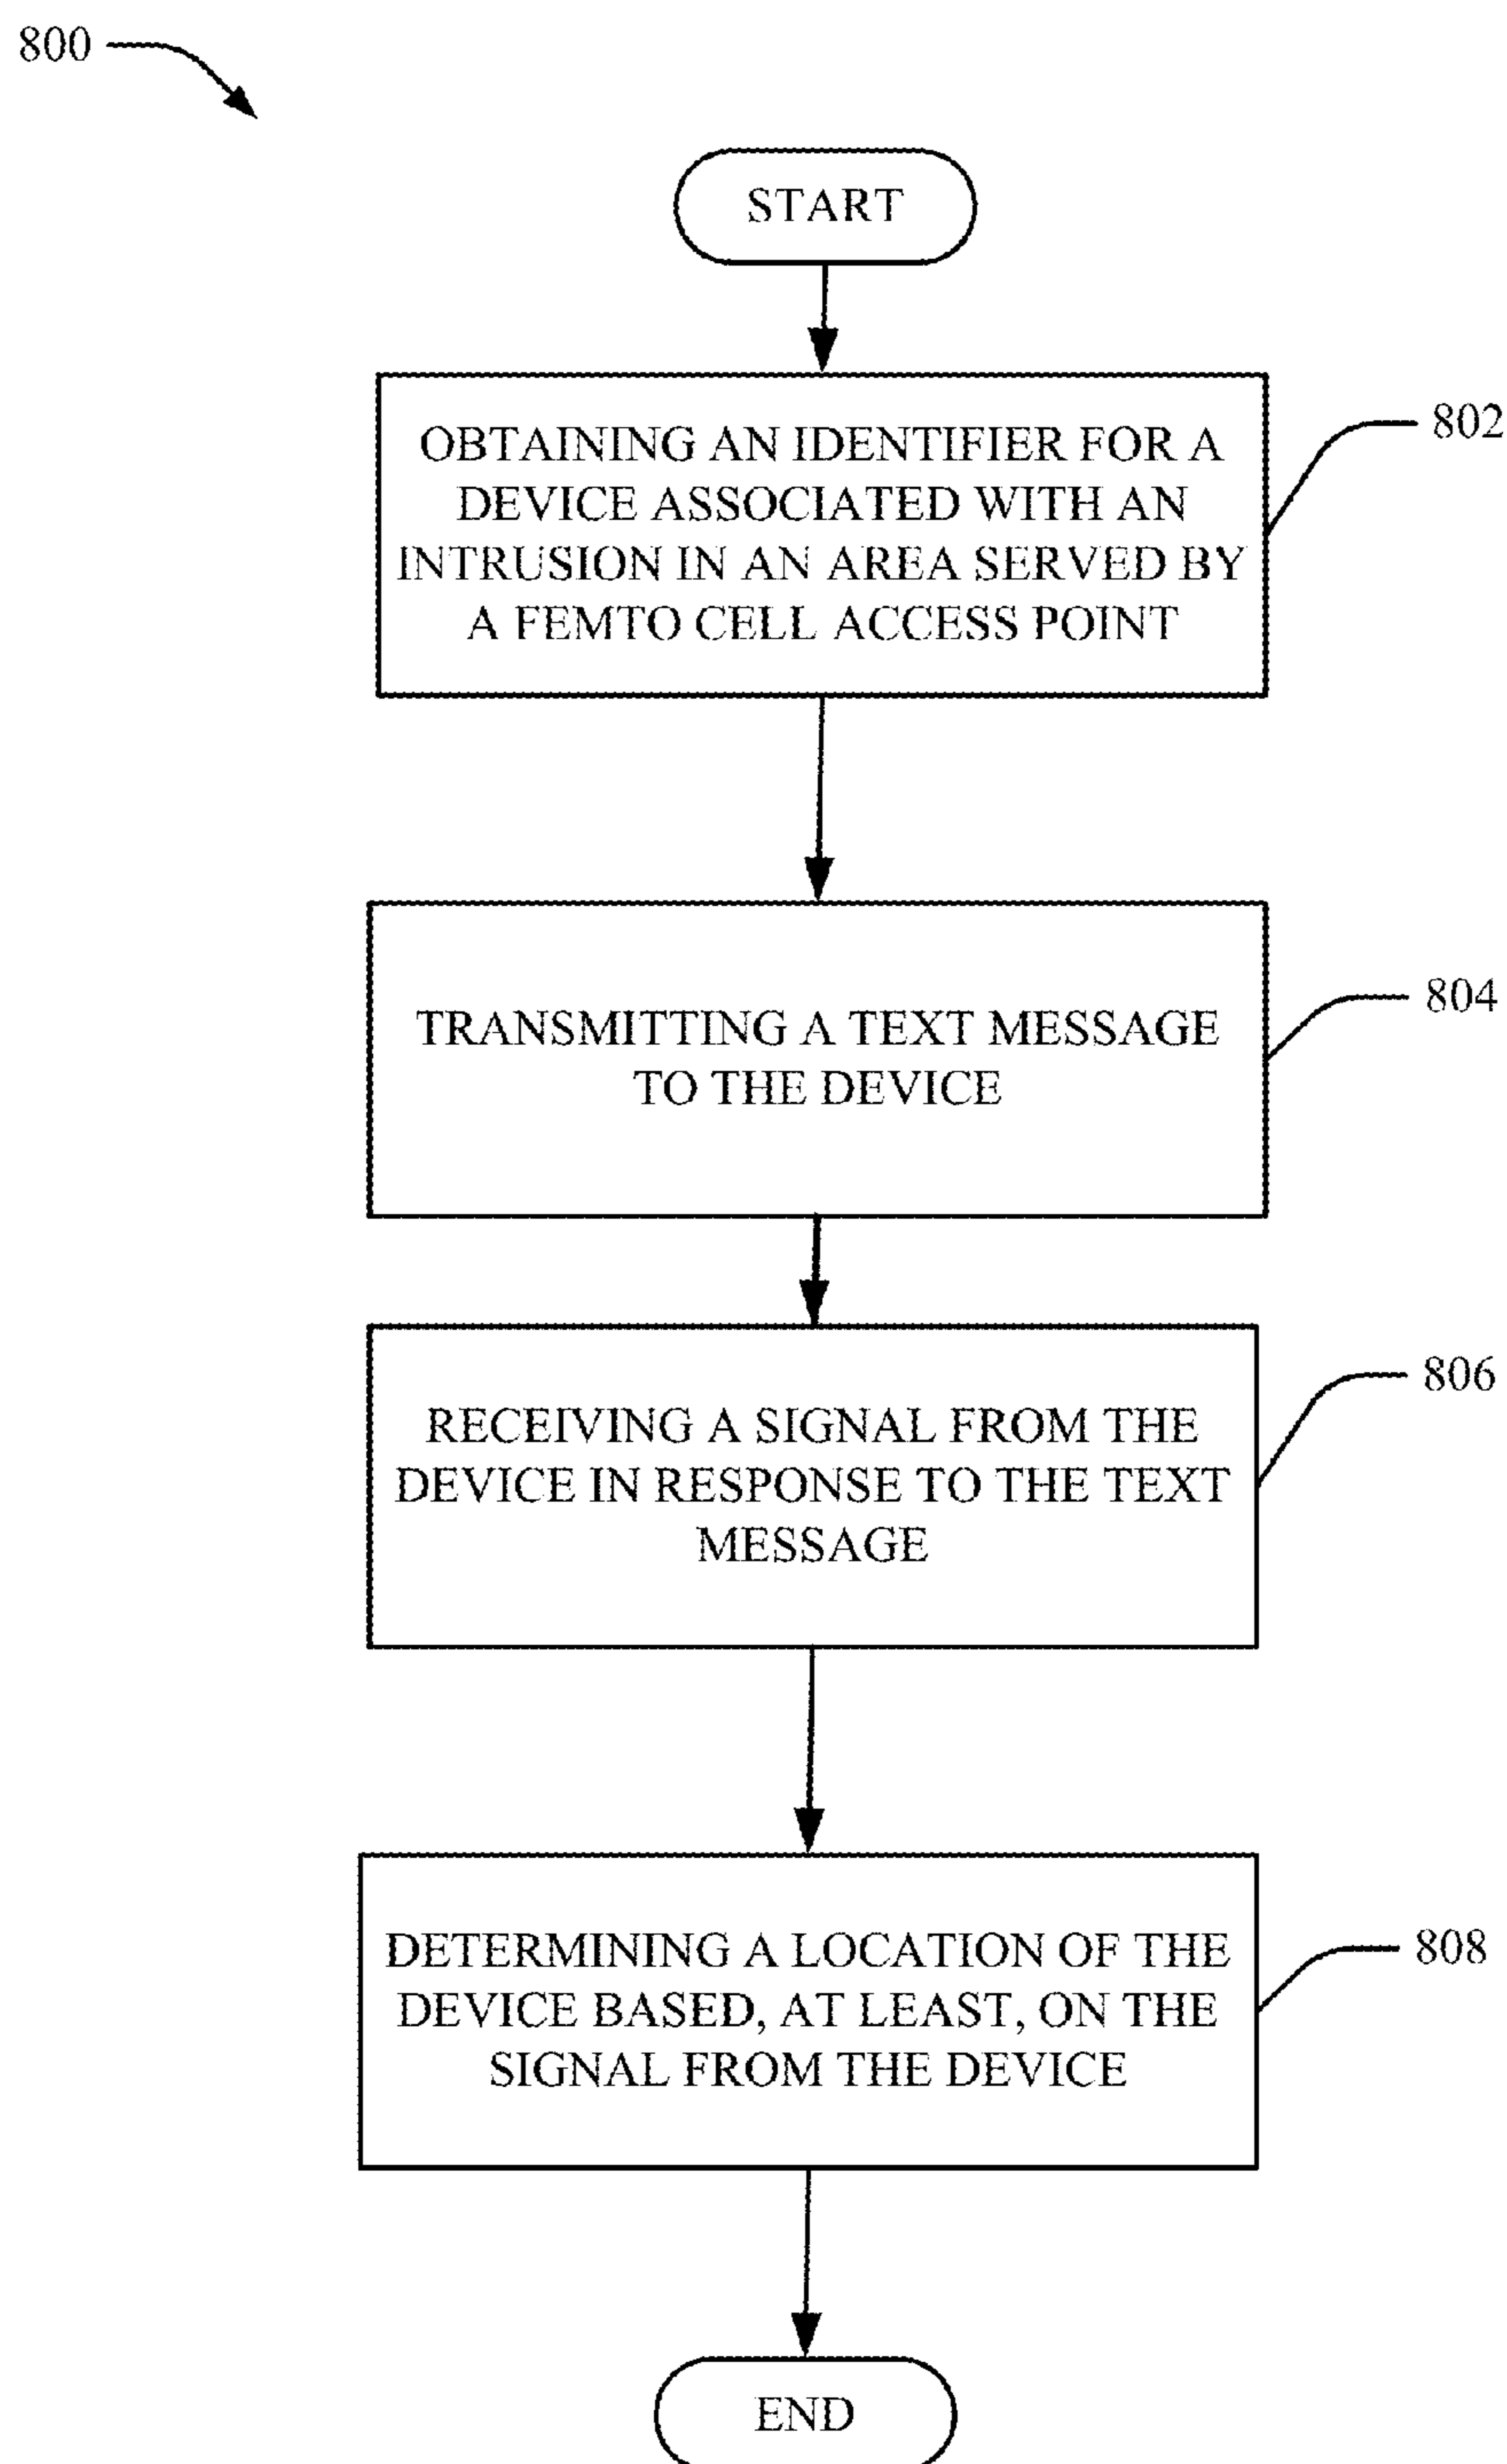 800
START
OBTAINING AN IDENTIFIER FOR A
DEVICE ASSOCIATED WITH AN
INTRUSION IN AN AREA SERVED BY
A FEMTO CELL ACCESS POINT
802
TRANSMITTING A TEXT MESSAGE
TO THE DEVICE
804
RECEIVING A SIGNAL FROM THE
DEVICE IN RESPONSE TO THE TEXT
MESSAGE
806
DETERMINING A LOCATION OF THE
DEVICE BASED, AT LEAST, ON THE
SIGNAL FROM THE DEVICE
808
END